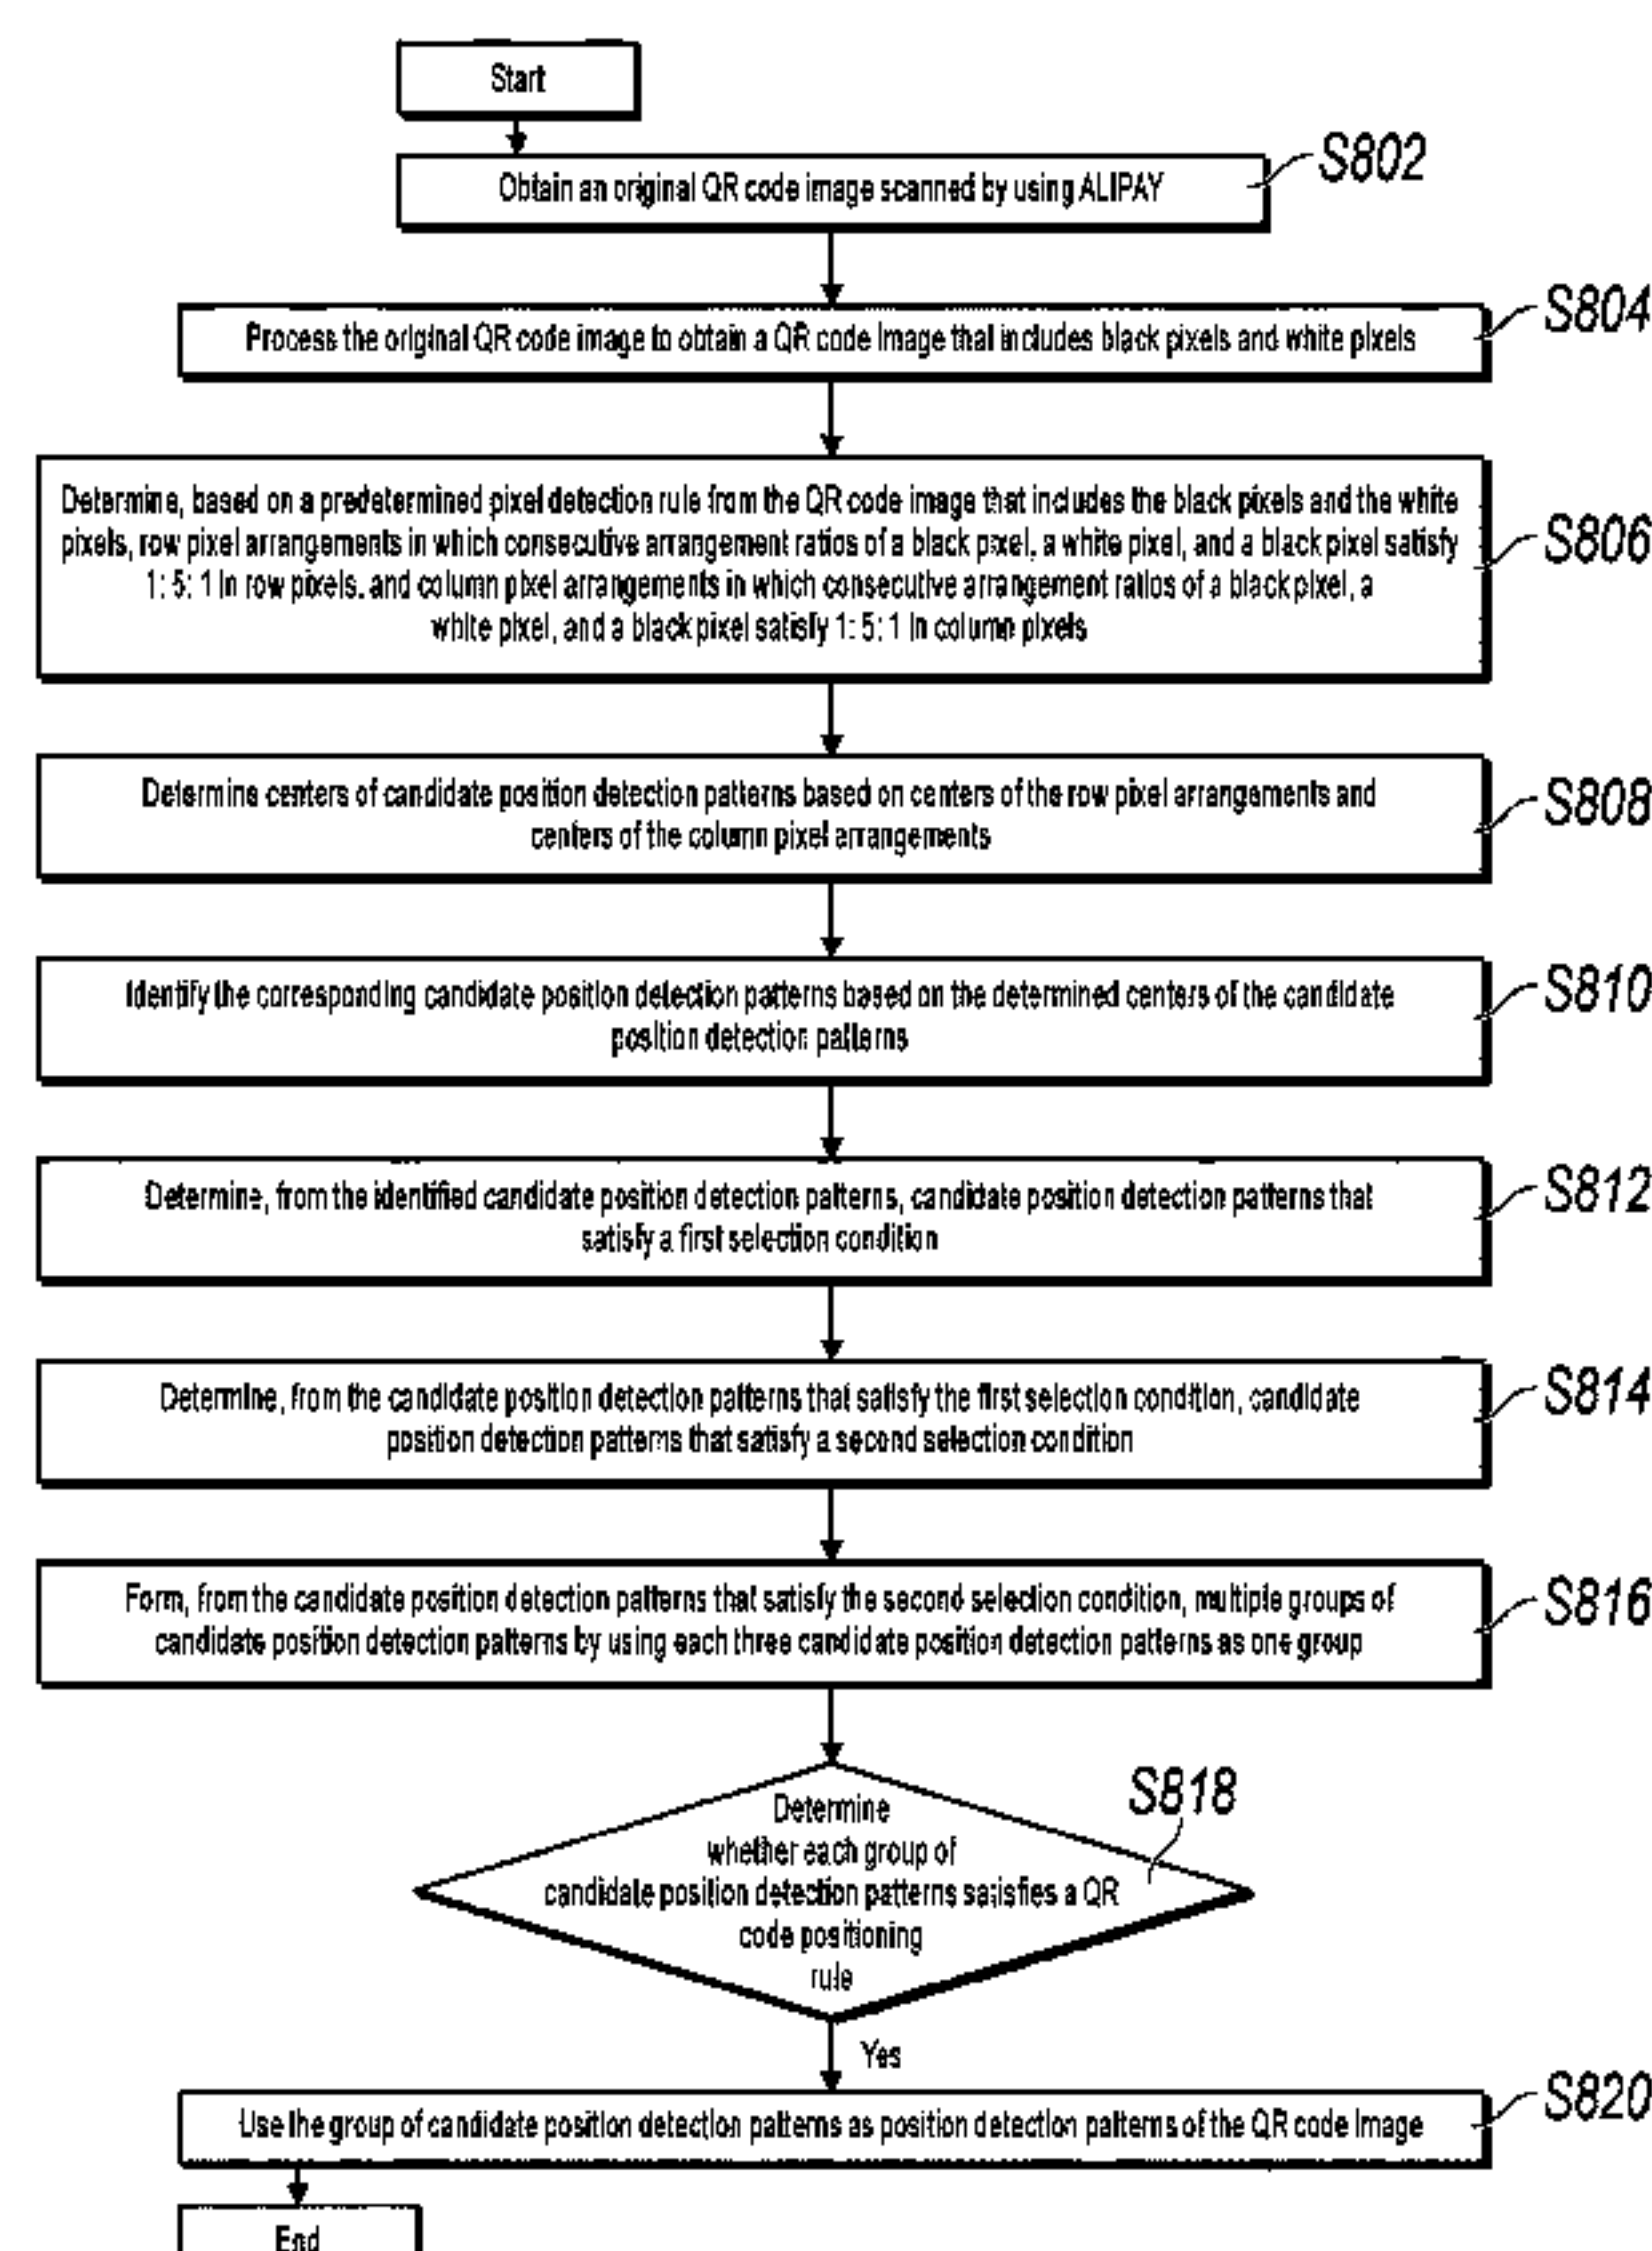 Start
Obtain an original QR code image scanned by using ALIPAY
S802
Process the original QR code image to obtain a QR code image that includes black pixels and white pixels
S804
Determine, based on a predetermined pixel detection rule from the QR code image that includes the black pixels and the white
pixels, row pixel arrangements in which consecutive arrangement ratios of a black pixel, a white pixel, and a black pixel satisfy
1: 5: 1 in row pixels, and column pixel arrangements in which consecutive arrangement ratios of a black pixel, a
white pixel, and a black pixel satisfy 1: 5: 1 in column pixels
S806
Determine centers of candidate position detection patterns based on centers of the row pixel arrangements and
centers of the column pixel arrangements
S808
Identify the corresponding candidate position detection patterns based on the determined centers of the candidate
position detection patterns
S810
Determine, from the identified candidate position detection patterns, candidate position detection patterns that
satisfy a first selection condition
S812
Determine, from the candidate position detection patterns that satisfy the first selection condition, candidate
position detection patterns that satisfy a second selection condition
S814
Form, from the candidate position detection patterns that satisfy the second selection condition, multiple groups of
candidate position detection patterns by using each three candidate position detection patterns as one group
S816
Determine
whether each group of
candidate position detection patterns satisfies a QR
code positioning
rule
S818
Yes
Use the group of candidate position detection patterns as position detection patterns of the QR code image
S820
End